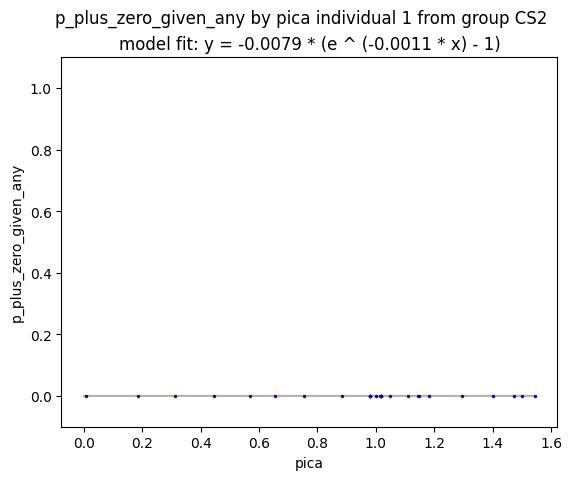 p_plus_zero_given_any by pica individual 1 from group CS2
model fit: y = -0.0079 * (e ^ (-0.0011 * x) - 1)
1.0
0.8
0.6
0.4
0.2
0.0
p_plus_zero_given_any
0.0 0.2 0.4 0.6 0.8 1.0 1.2 1.4 1.6
pica